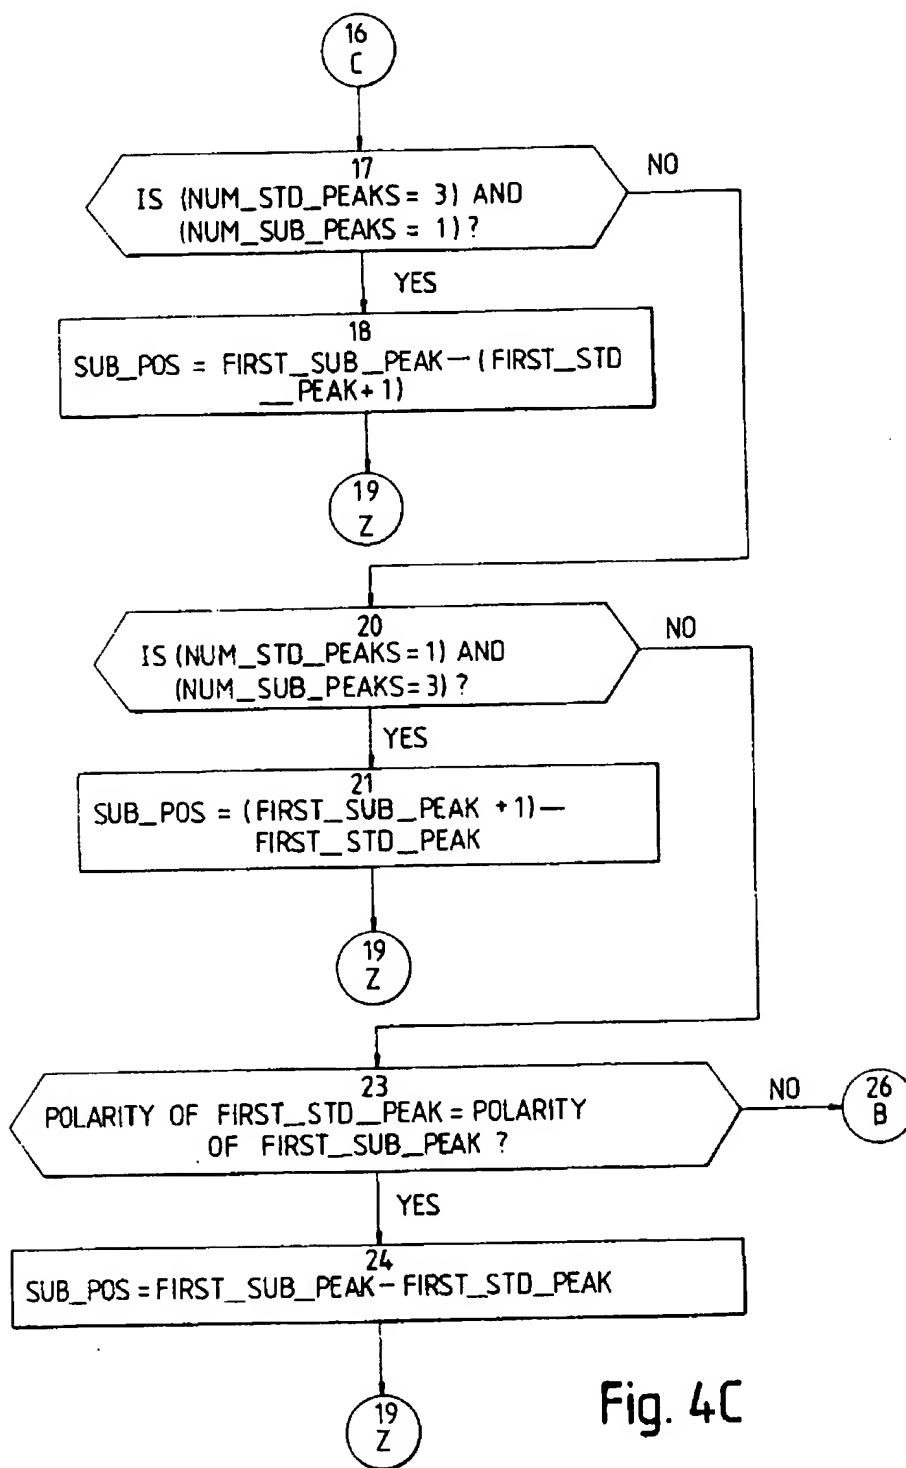 16
C
17
NO
IS (NUM_STD_PEAKS = 3) AND
(NUM_SUB_PEAKS = 1) ?
YES
18
SUB_POS = FIRST_SUB_PEAK — (FIRST_STD
__PEAK + 1)
19
Z
20
NO
IS (NUM_STD_PEAKS = 1) AND
(NUM_SUB_PEAKS = 3) ?
YES
21
SUB_POS = (FIRST_SUB_PEAK + 1) —
FIRST_STD_PEAK
19
Z
23
NO
26
B
POLARITY OF FIRST_STD_PEAK = POLARITY
OF FIRST_SUB_PEAK ?
YES
24
SUB_POS = FIRST_SUB_PEAK - FIRST_STD_PEAK
19
Z
Fig. 4C